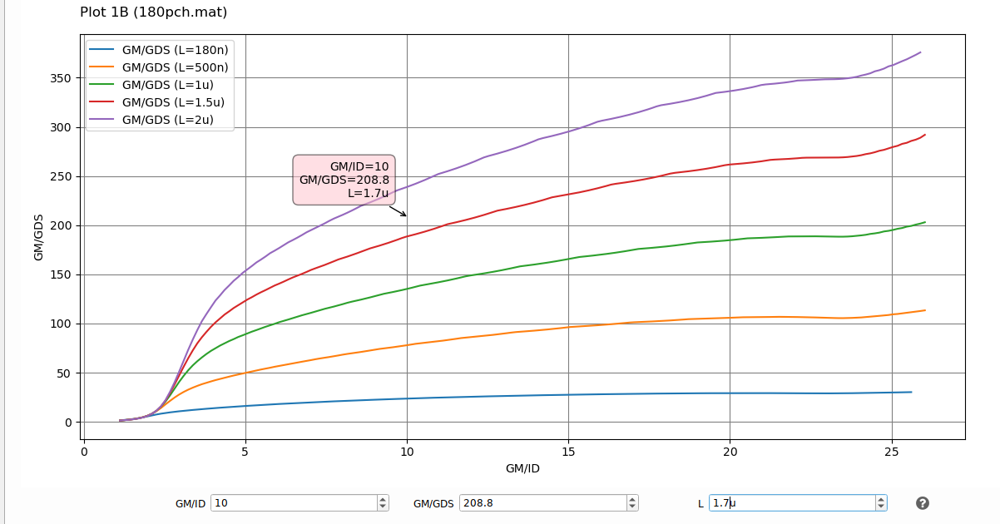 Plot 1B (180pch.mat)
GM/GDS (L=180n)
GM/GDS (L=500n)
GM/GDS (L=1u)
GM/GDS (L=1.5u)
GM/GDS (L=2u)
GM/ID=10
GM/GDS=208.8
L=1.7u
GM/GDS
350
300
250
200
150
100
50
0
0 5 10 15 20 25
GM/ID
GM/ID 10 GM/GDS 208.8 L 1.7u ?